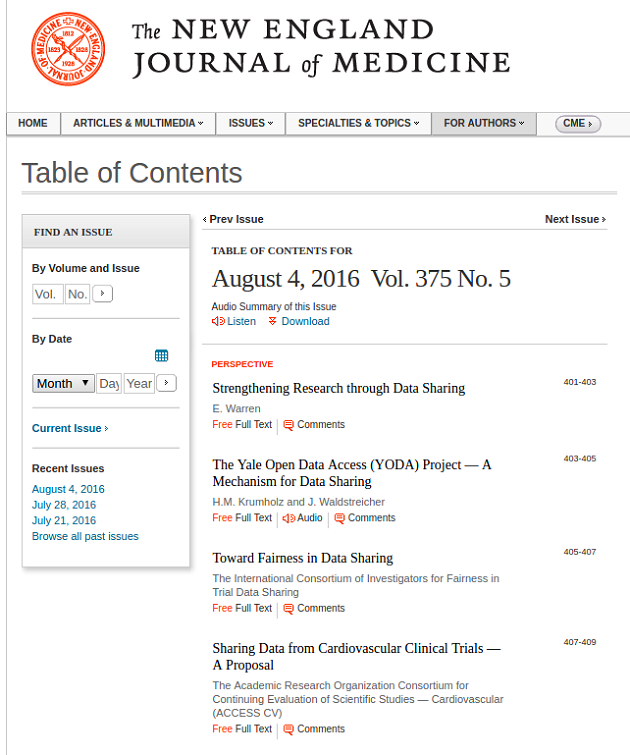 The NEW ENGLAND
JOURNAL of MEDICINE
HOME
ARTICLES & MULTIMEDIA
ISSUES
SPECIALTIES & TOPICS
FOR AUTHORS
CME
Table of Contents
FIND AN ISSUE
By Volume and Issue
Vol. No.
By Date
Month Day Year
Current Issue
Recent Issues
August 4, 2016
July 28, 2016
July 21, 2016
Browse all past issues
Prev Issue
Next Issue
TABLE OF CONTENTS FOR
August 4, 2016 Vol. 375 No. 5
Audio Summary of this Issue
Listen Download
PERSPECTIVE
Strengthening Research through Data Sharing 401-403
E. Warren
Free Full Text Comments
The Yale Open Data Access (YODA) Project — A 403-405
Mechanism for Data Sharing
H.M. Krumholz and J. Waldstreicher
Free Full Text Audio Comments
Toward Fairness in Data Sharing 405-407
The International Consortium of Investigators for Fairness in
Trial Data Sharing
Free Full Text Comments
Sharing Data from Cardiovascular Clinical Trials — 407-409
A Proposal
The Academic Research Organization Consortium for
Continuing Evaluation of Scientific Studies — Cardiovascular
(ACCESS CV)
Free Full Text Comments